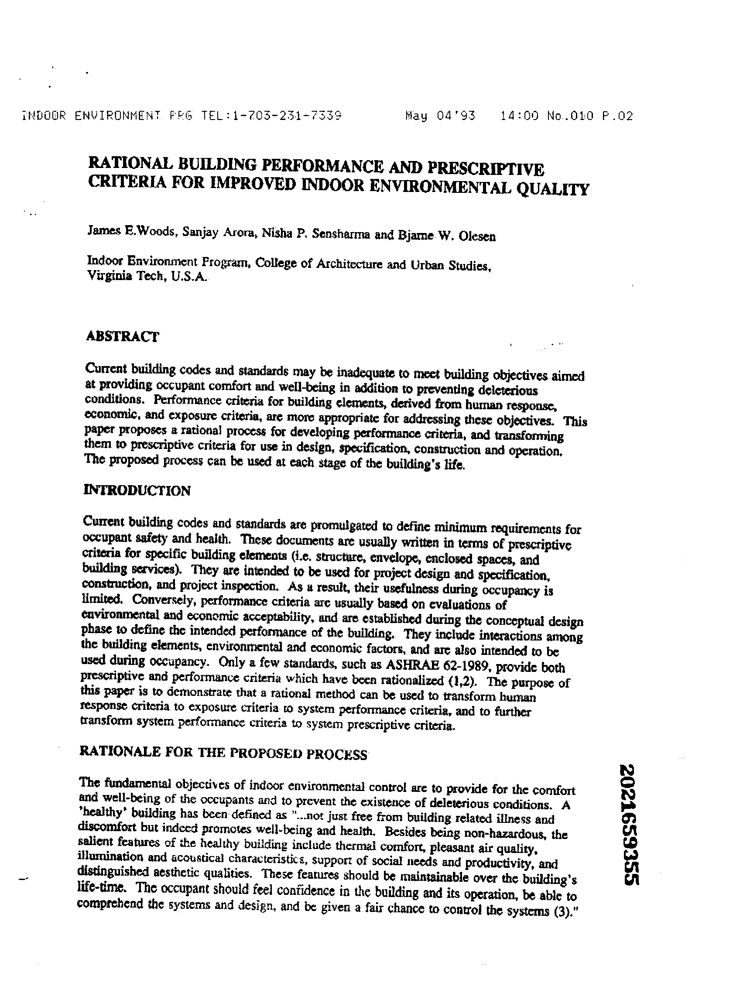 INDOOR ENVIRONMENT PRG TEL:1-703-231-7339 May 04'93 14:00 No.010 P.02
RATIONAL BUILDING PERFORMANCE AND PRESCRIPTIVE
CRITERIA FOR IMPROVED INDOOR ENVIRONMENTAL QUALITY
James E.Woods, Sanjay Arora, Nisha P. Sensharma and Bjarne W. Olesen
Indoor Environment Program, College of Architecture and Urban Studies,
Virginia Tech, U.S.A.
ABSTRACT
Current building codes and standards may be inadequate to meet building objectives aimed
at providing occupant comfort and well-being in addition to preventing deleterious
conditions. Performance criteria for building elements, derived from human response,
economic, and exposure criteria, are more appropriate for addressing these objectives. This
paper proposes a rational process for developing performance criteria, and transforming
them to prescriptive criteria for use in design, specification, construction and operation.
The proposed process can be used at each stage of the building's life.
INTRODUCTION
Current building codes and standards are promulgated to define minimum requirements for
occupant safety and health. These documents are usually written in terms of prescriptive
criteria for specific building elements (i.e. structure, envelope, enclosed spaces, and
building services). They are intended to be used for project design and specification,
construction, and project inspection. As a result, their usefulness during occupancy is
limited. Conversely, performance criteria are usually based on evaluations of
environmental and economic acceptability, and are established during the conceptual design
phase to define the intended performance of the building. They include interactions among
the building elements, environmental and economic factors, and are also intended to be
used during occupancy. Only a few standards, such as ASHRAE 62-1989, provide both
prescriptive and performance criteria which have been rationalized (1,2). The purpose of
this paper is to demonstrate that a rational method can be used to transform human
response criteria to exposure criteria to system performance criteria, and to further
transform system performance criteria to system prescriptive criteria.
RATIONALE FOR THE PROPOSED PROCESS
The fundamental objectives of indoor environmental control are to provide for the comfort
and well-being of the occupants and to prevent the existence of deleterious conditions. A
'healthy' building has been defined as "...not just free from building related illness and
discomfort but indeed promotes well-being and health. Besides being non-hazardous, the
salient features of the healthy building include thermal comfort, pleasant air quality,
illumination and acoustical characteristics, support of social needs and productivity, and
distinguished aesthetic qualities. These features should be maintainable over the building's
life-time. The occupant should feel confidence in the building and its operation, be able to
comprehend the systems and design, and be given a fair chance to control the systems (3)."
2021659355